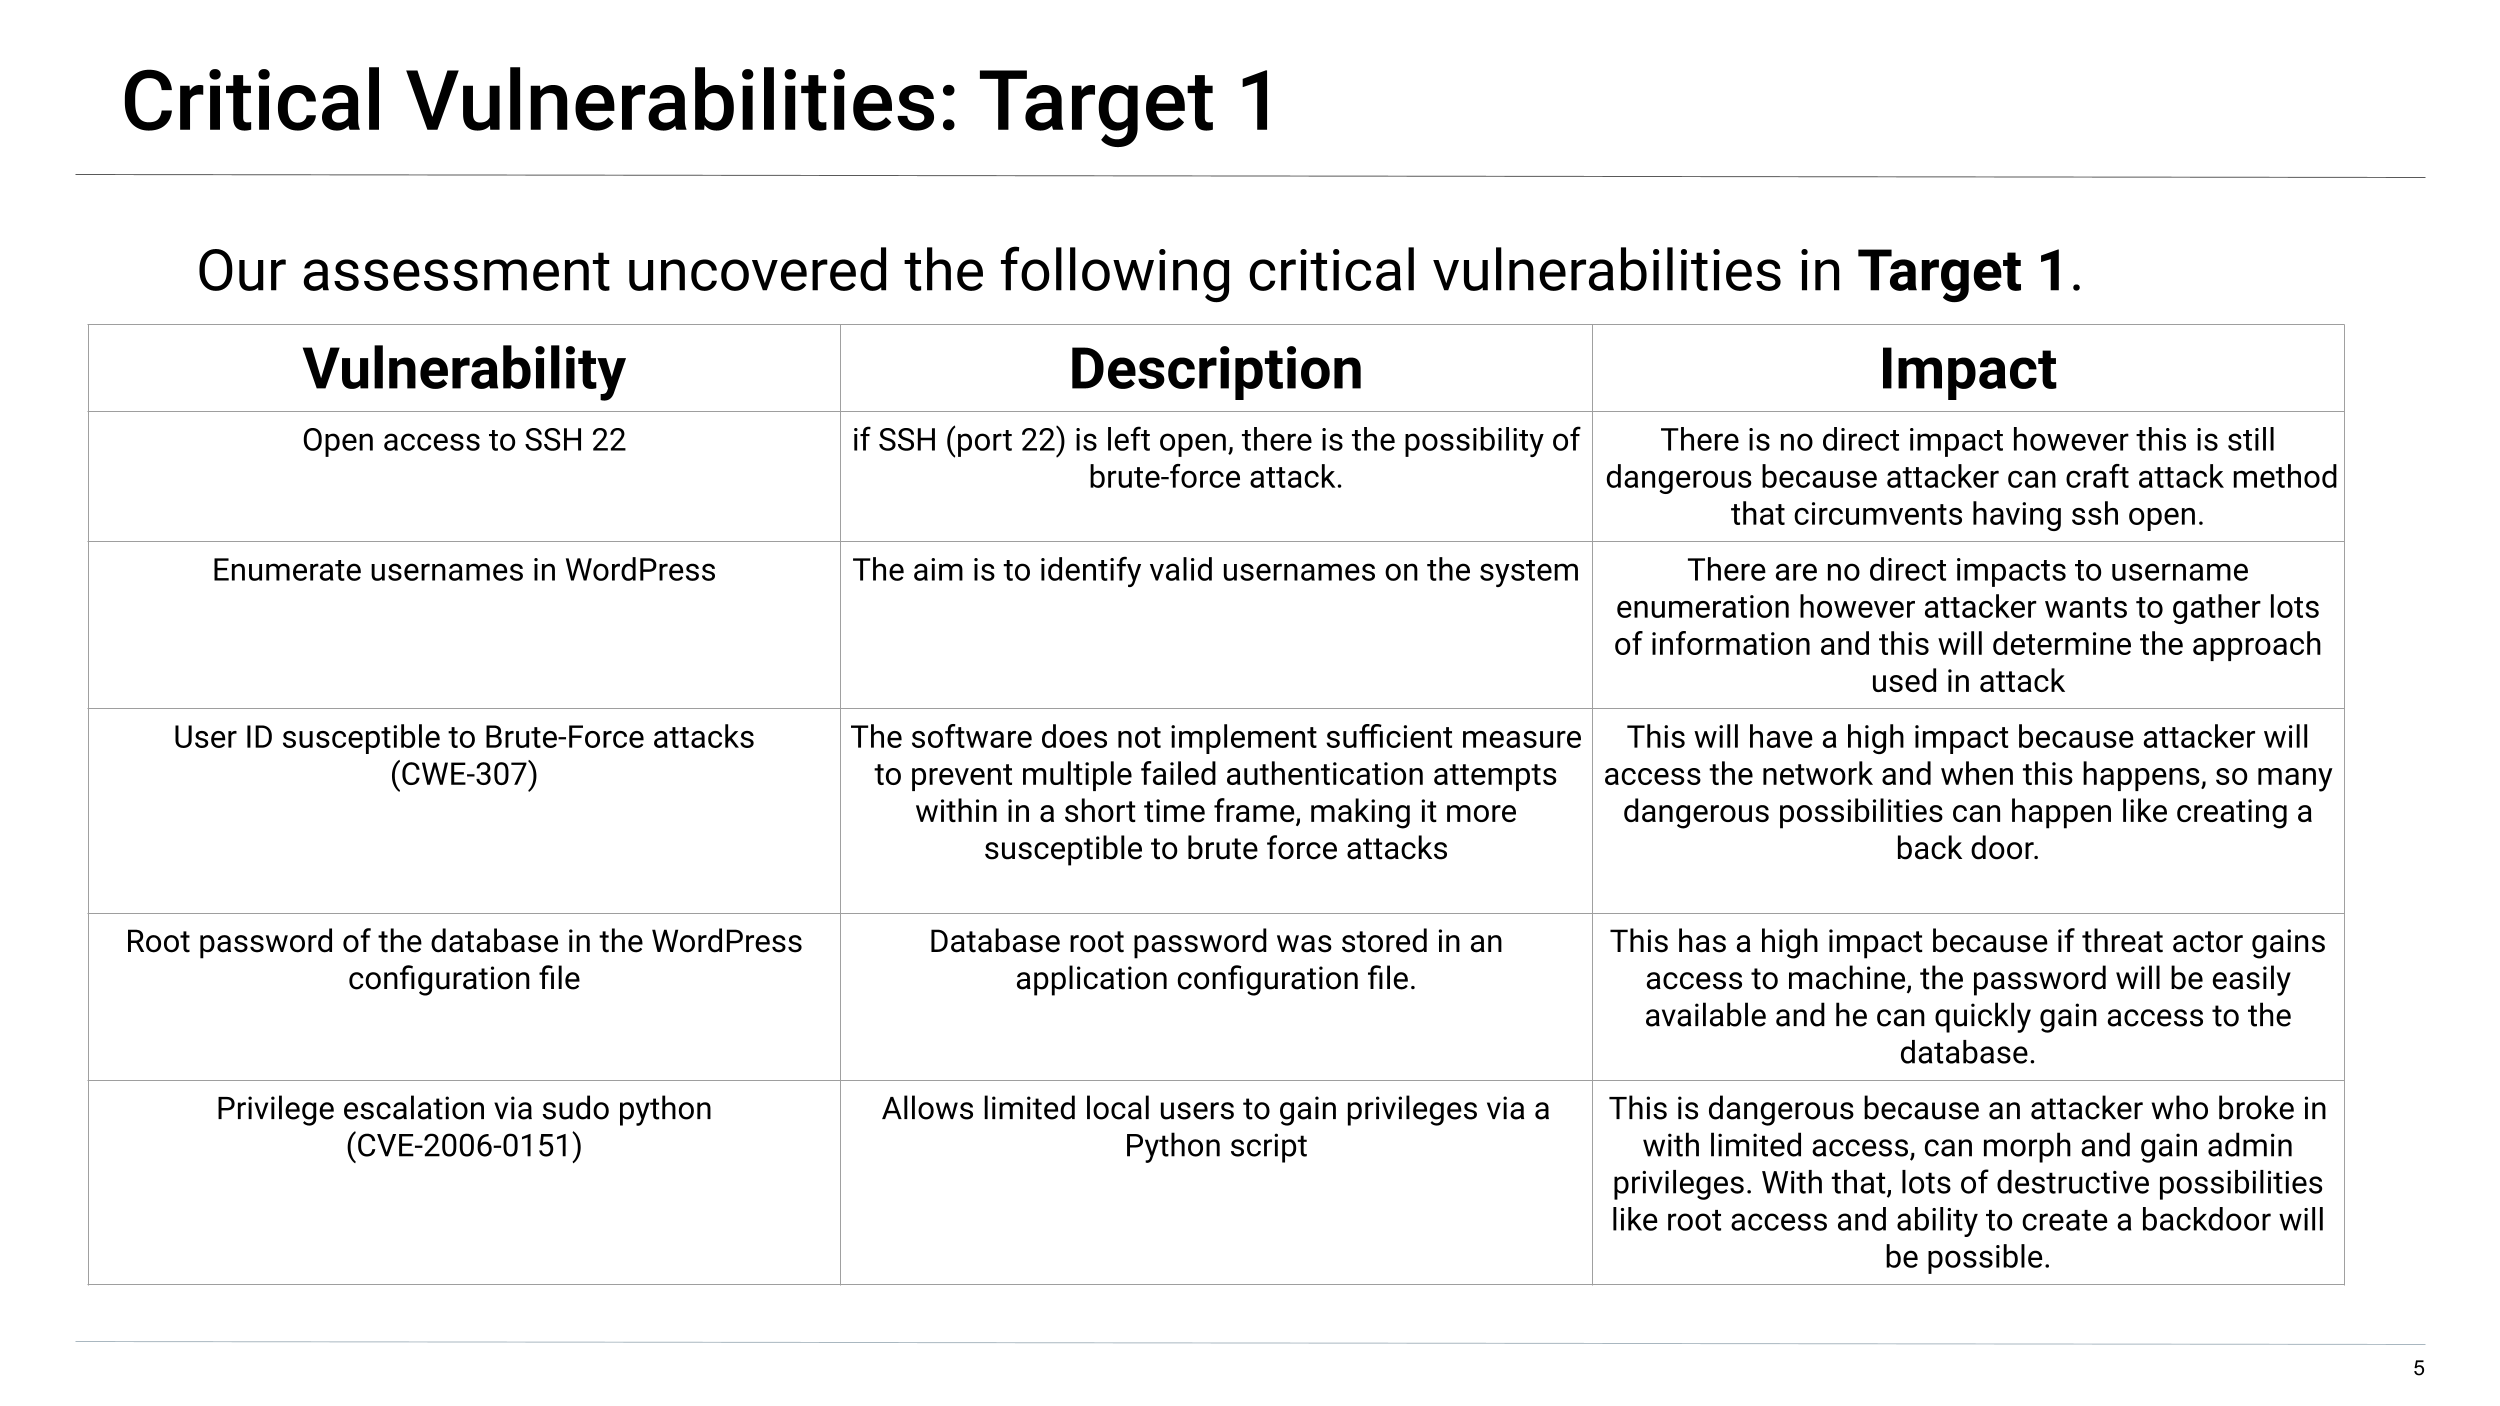 Critical Vulnerabilities: Target 1
Our assessment uncovered the following critical vulnerabilities in Target 1.
Vulnerability
Description
Impact
Open access to SSH 22
if SSH (port 22) is left open, there is the possibility of
brute-force attack.
There is no direct impact however this is still
dangerous because attacker can craft attack method
that circumvents having ssh open.
Enumerate usernames in WordPress
The aim is to identify valid usernames on the system
There are no direct impacts to username
enumeration however attacker wants to gather lots
of information and this will determine the approach
used in attack
User ID susceptible to Brute-Force attacks
(CWE-307)
The software does not implement sufficient measure
to prevent multiple failed authentication attempts
within in a short time frame, making it more
susceptible to brute force attacks
This will have a high impact because attacker will
access the network and when this happens, so many
dangerous possibilities can happen like creating a
back door.
Root password of the database in the WordPress
configuration file
Database root password was stored in an
application configuration file.
This has a high impact because if threat actor gains
access to machine, the password will be easily
available and he can quickly gain access to the
database.
Privilege escalation via sudo python
(CVE-2006-0151)
Allows limited local users to gain privileges via a
Python script
This is dangerous because an attacker who broke in
with limited access, can morph and gain admin
privileges. With that, lots of destructive possibilities
like root access and ability to create a backdoor will
be possible.
5